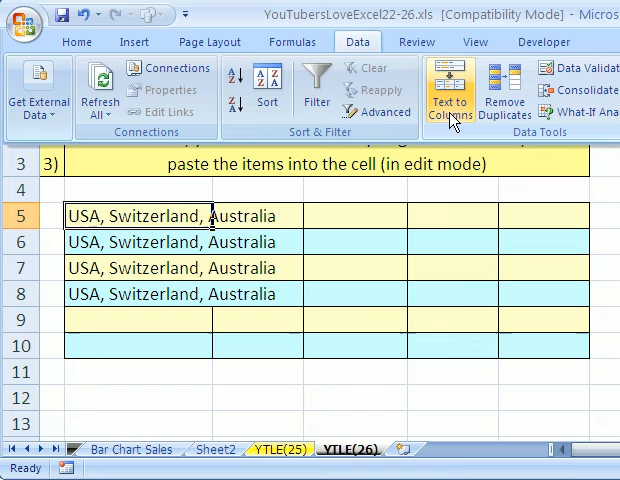 YouTubersLoveExcel22-26.xls [Compatibility Mode] - Micros
Home Insert Page Layout Formulas Data Review View Developer
Get External Data
Refresh All
Connections
Properties
Edit Links
Connections
Sort
Filter
Clear
Reapply
Advanced
Sort & Filter
Text to Columns
Remove Duplicates
Data Validat
Consolidate
What-If Ana
Data Tools
3 3) paste the items into the cell (in edit mode)
4
5 USA, Switzerland, Australia
6 USA, Switzerland, Australia
7 USA, Switzerland, Australia
8 USA, Switzerland, Australia
9
10
11
12
13
Bar Chart Sales Sheet2 YTLE(25) YTLE(26)
Ready